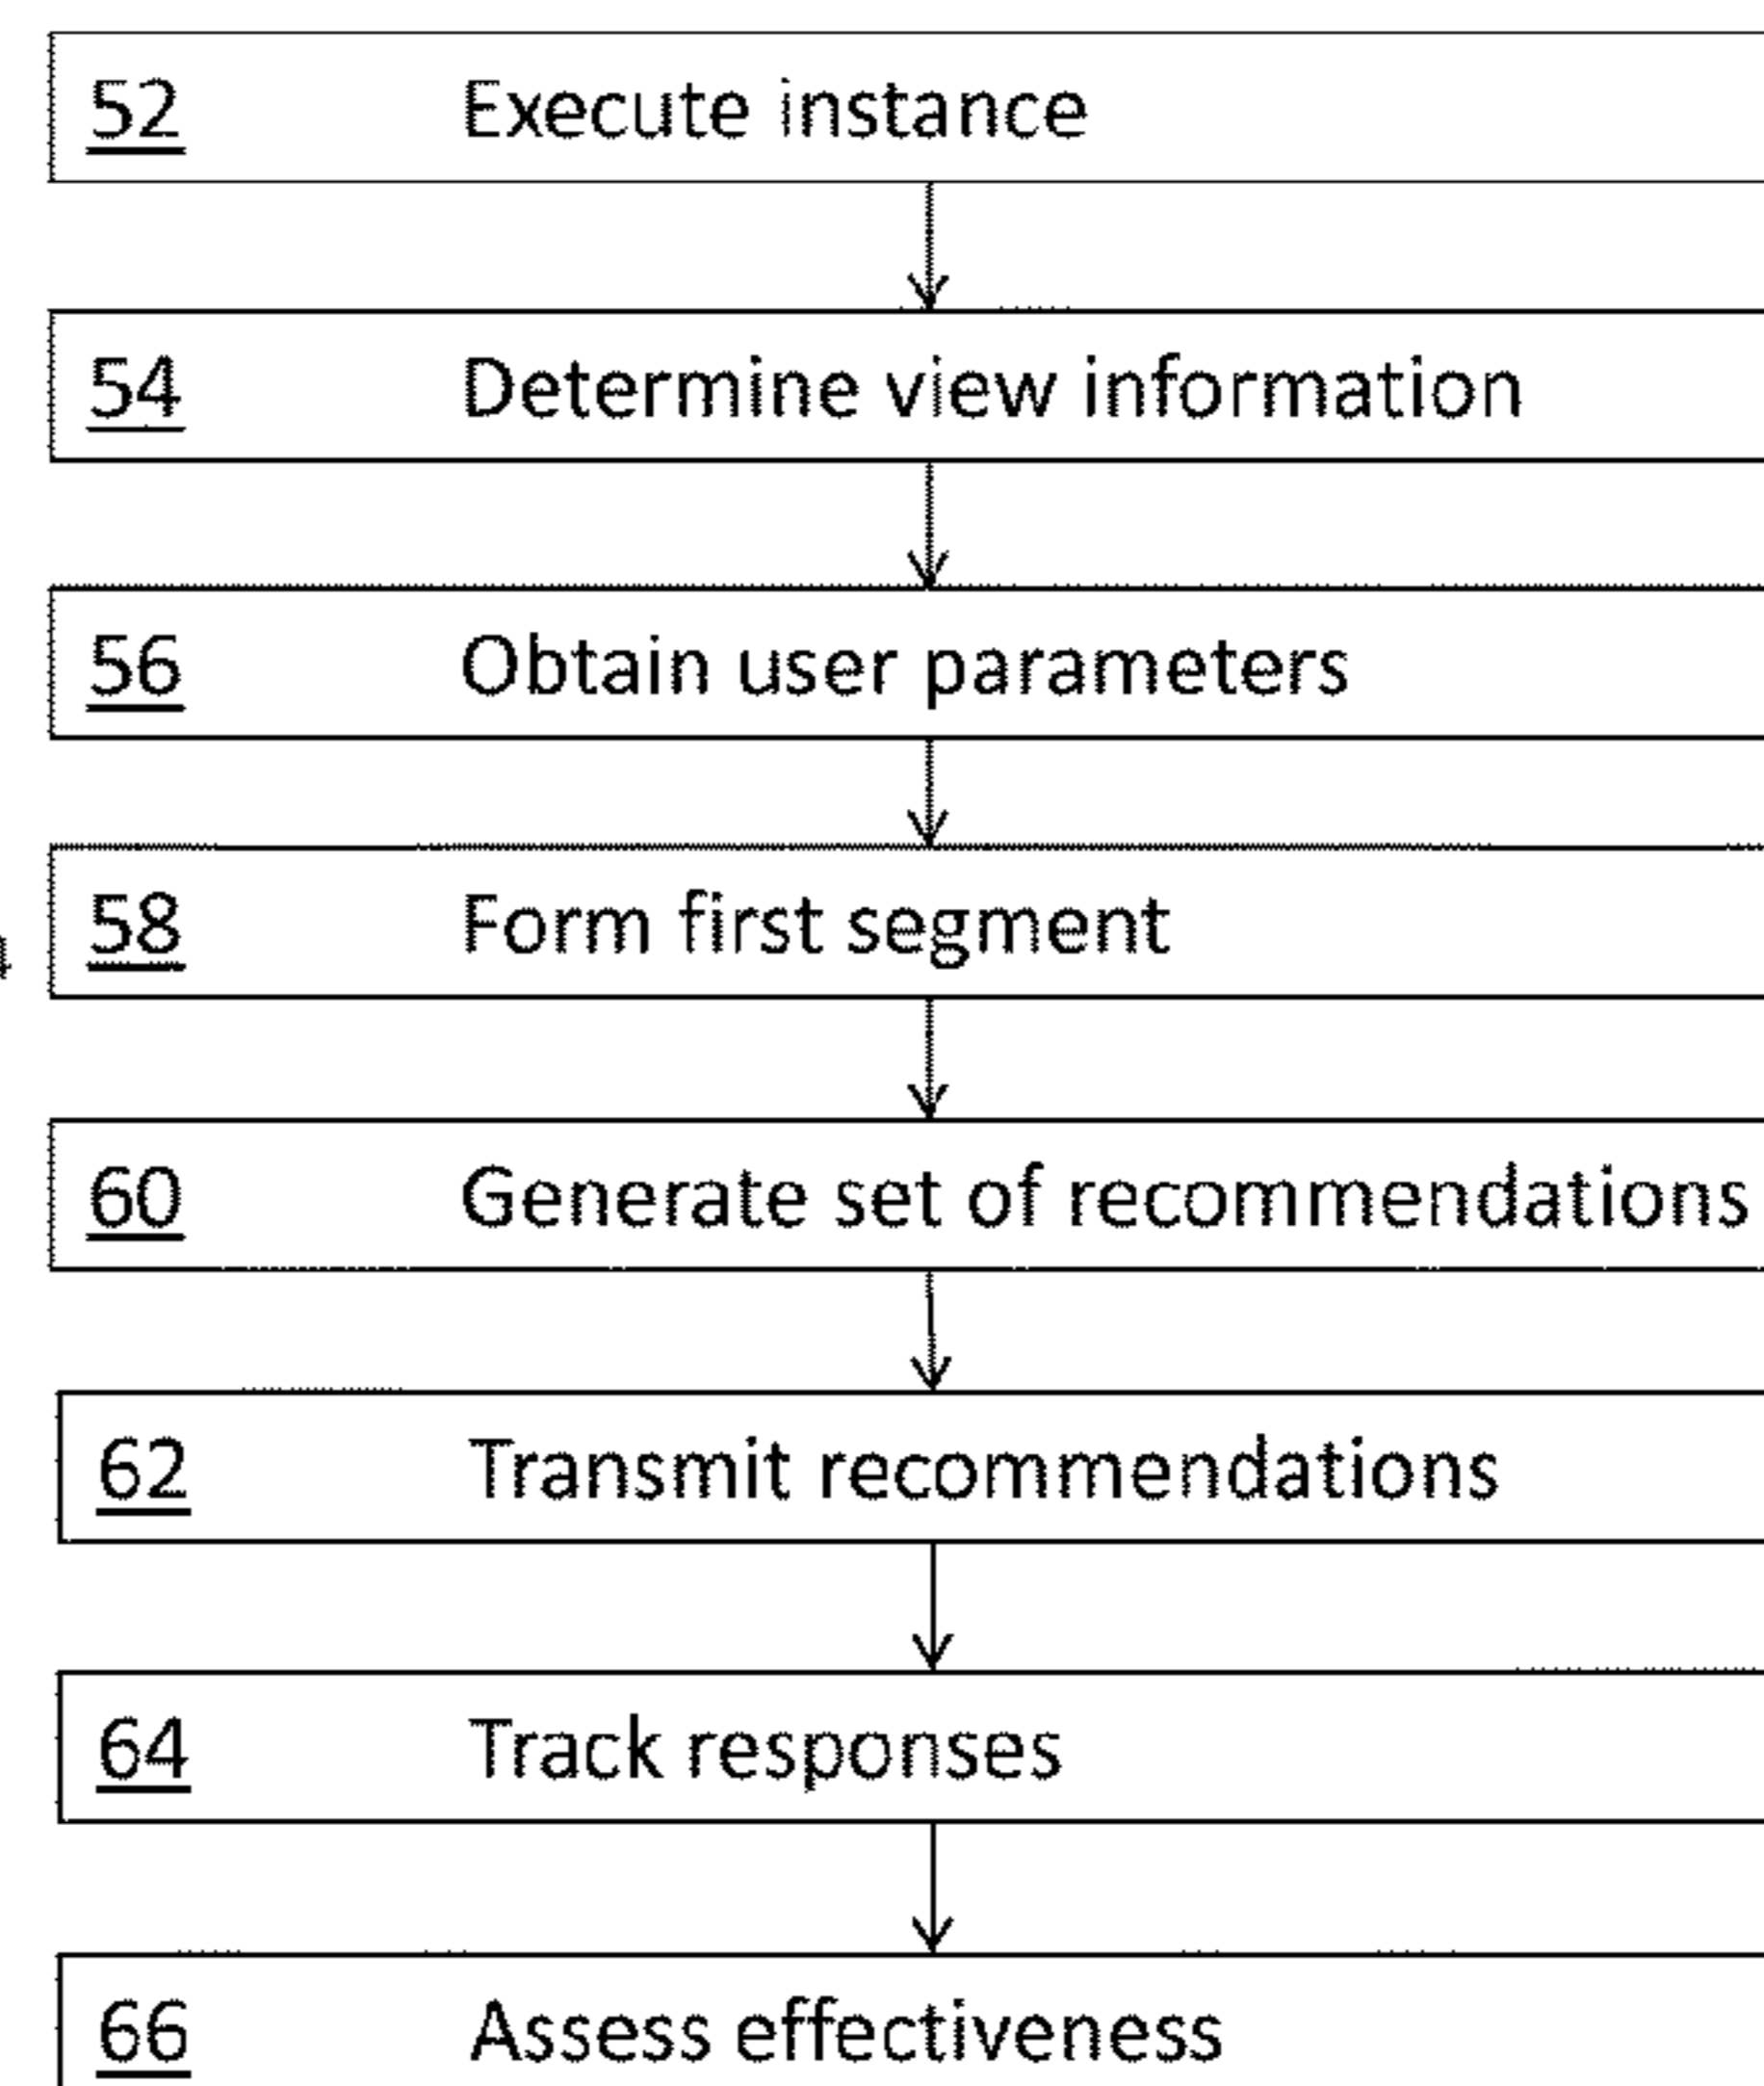 52 Execute instance
54 Determine view information
56 Obtain user parameters
58 Form first segment
60 Generate set of recommendations
62 Transmit recommendations
64 Track responses
66 Assess effectiveness